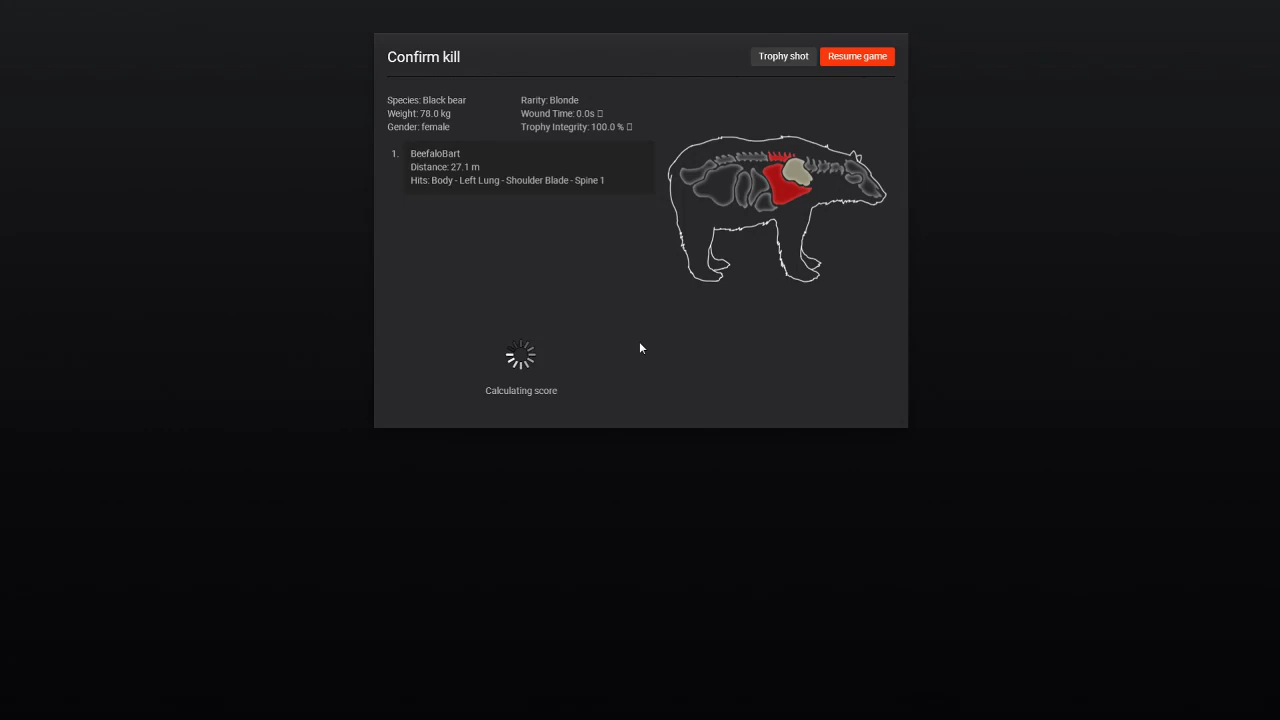 Confirm kill
Trophy shot
Resume game
Species: Black bear
Weight: 78.0 kg
Gender: female
Rarity: Blonde
Wound Time: 0.0s
Trophy Integrity: 100.0 %
1.
BeefaloBart
Distance: 27.1 m
Hits: Body - Left Lung - Shoulder Blade - Spine 1
Calculating score